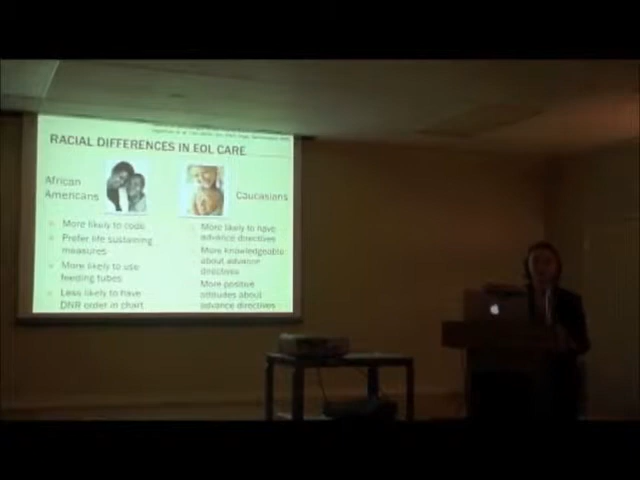 RACIAL DIFFERENCES IN EOL CARE
African
Americans
Caucasians
More likely to code
Prefer life sustaining
measures
More likely to use
feeding tubes
Less likely to have
DNR order in chart
More likely to have
advance directives
More knowledgeable
about advance
directives
More positive
attitudes about
advance directives